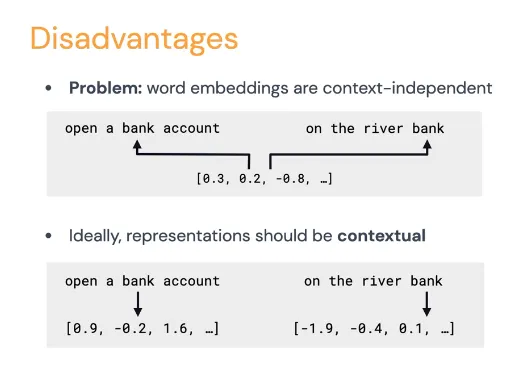 Disadvantages
• Problem: word embeddings are context-independent
open a bank account on the river bank
[0.3, 0.2, -0.8, …]
• Ideally, representations should be contextual
open a bank account on the river bank
[0.9, -0.2, 1.6, …] [-1.9, -0.4, 0.1, …]